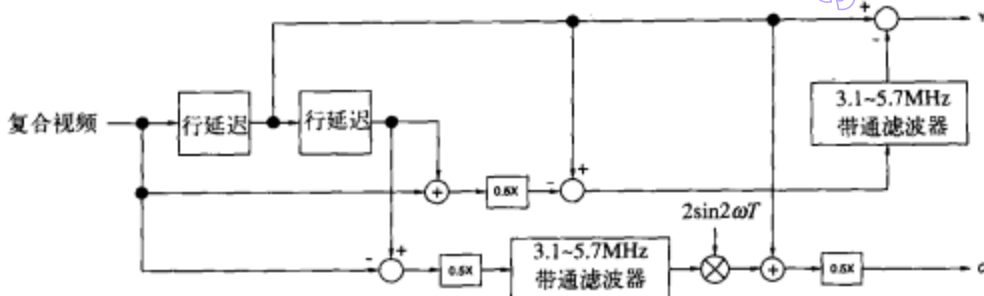 复合视频
行延迟
行延迟
+
0.5X
-
+
+
-
3.1~5.7MHz
带通滤波器
-
+
0.5X
3.1~5.7MHz
带通滤波器
2sin2ωT
+
0.5X